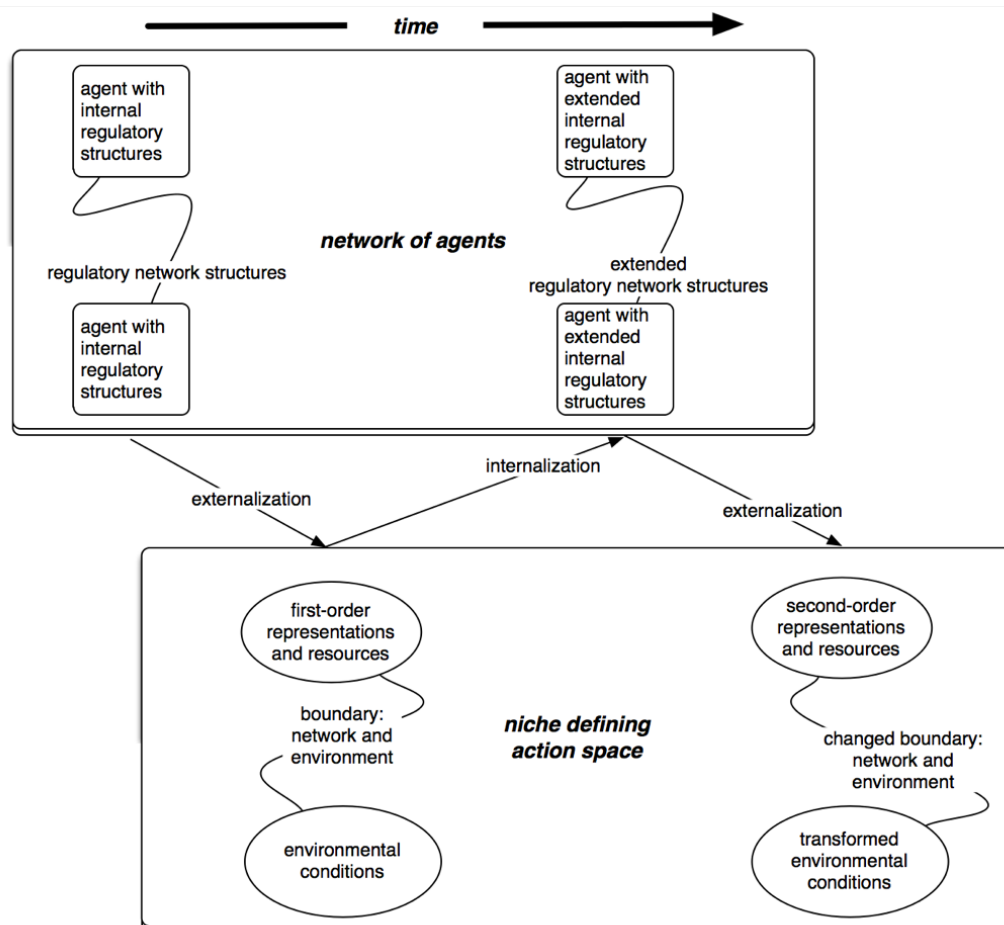 time
agent with
internal
regulatory
structures
agent with
extended
internal
regulatory
structures
network of agents
regulatory network structures
extended
regulatory network structures
agent with
internal
regulatory
structures
agent with
extended
internal
regulatory
structures
internalization
externalization
externalization
first-order
representations
and resources
second-order
representations
and resources
boundary:
network and
environment
niche defining
action space
changed boundary:
network and
environment
environmental
conditions
transformed
environmental
conditions